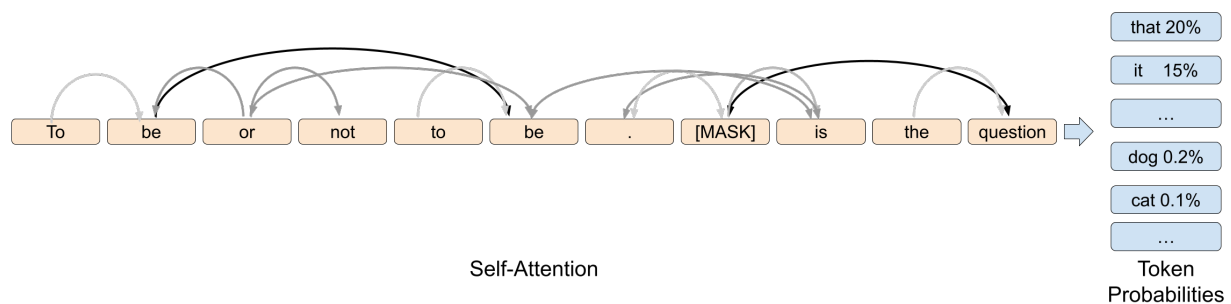 To be or not to be . [MASK] is the question
that 20%
it 15%
...
dog 0.2%
cat 0.1%
...
Self-Attention
Token
Probabilities